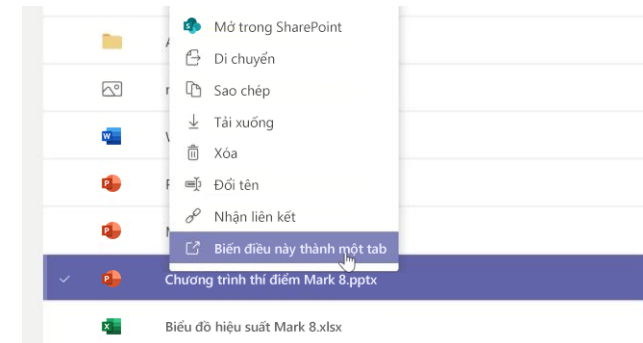 Mở trong SharePoint
Di chuyển
Sao chép
Tải xuống
Xóa
Đổi tên
Nhận liên kết
Biến điều này thành một tab
Chương trình thí điểm Mark 8.pptx
Biểu đồ hiệu suất Mark 8.xlsx